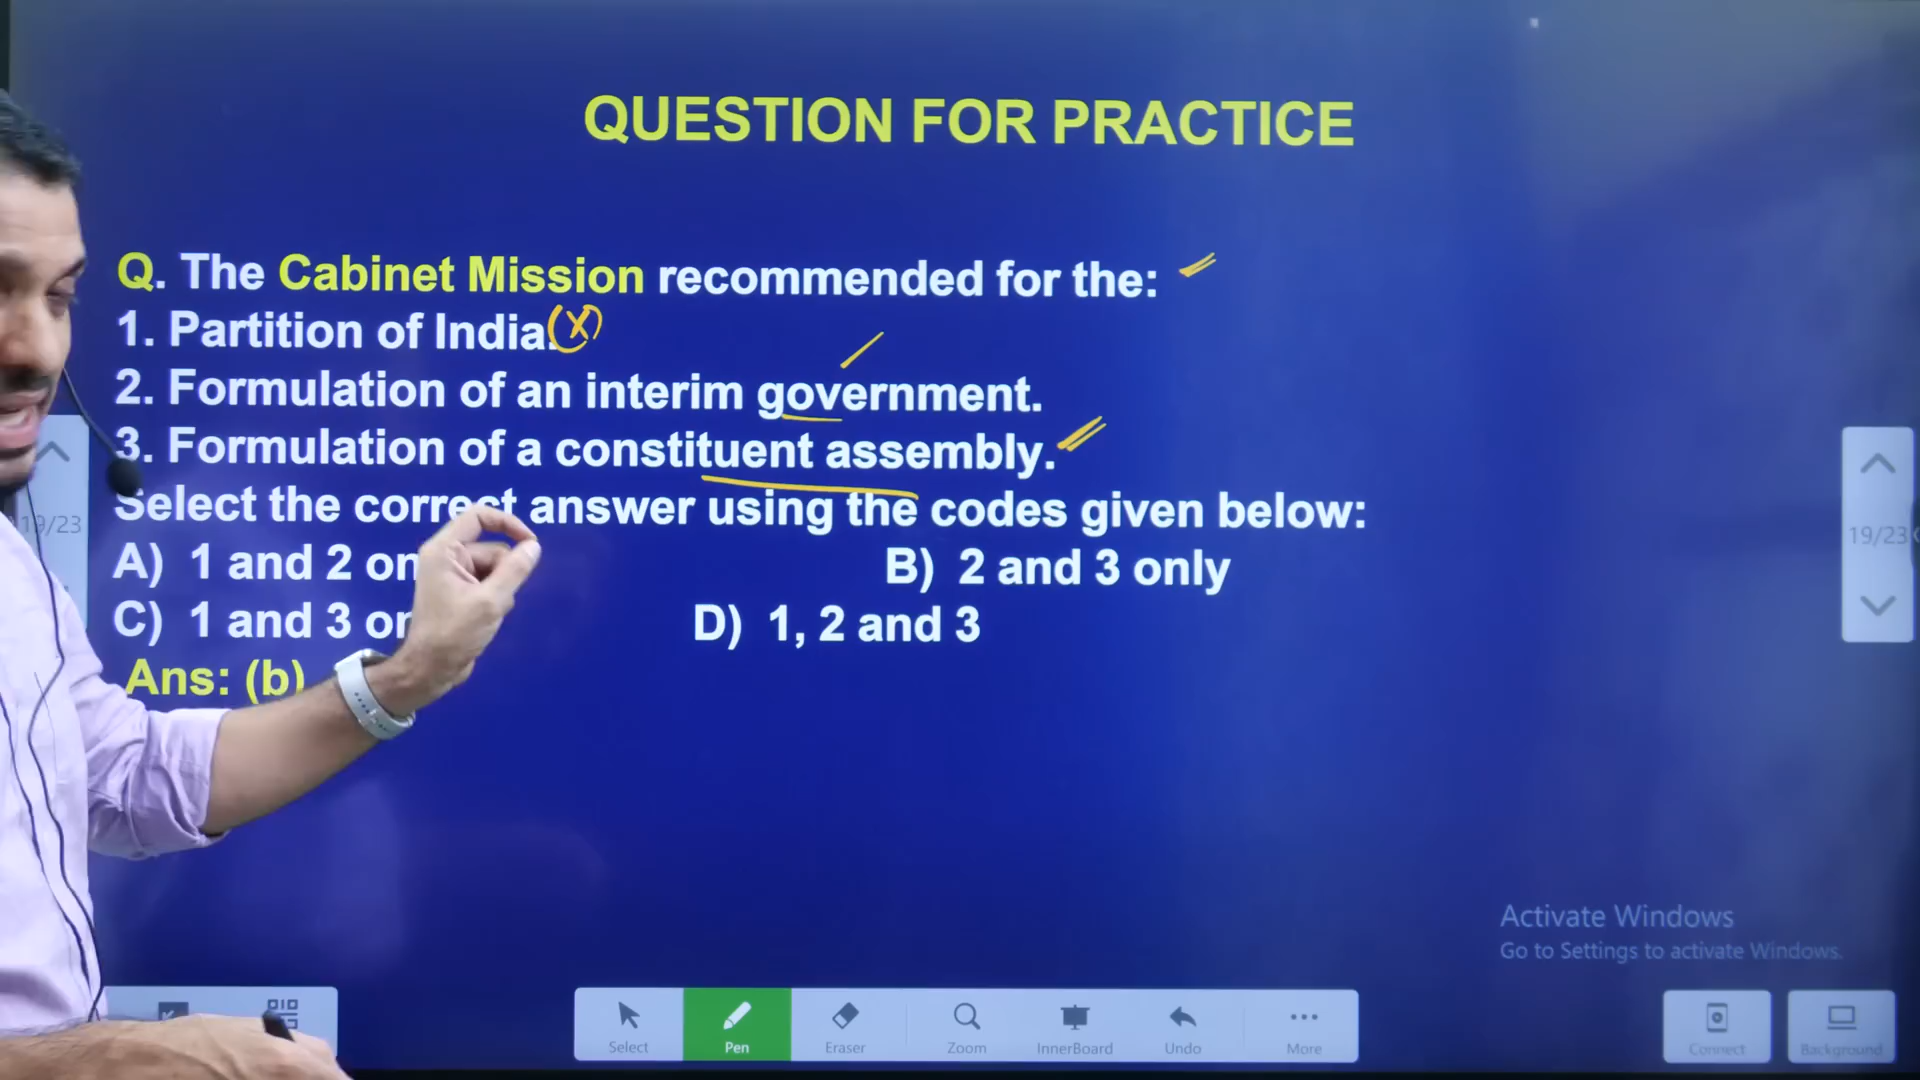 QUESTION FOR PRACTICE
Q. The Cabinet Mission recommended for the:
1. Partition of India. (X)
2. Formulation of an interim government.
3. Formulation of a constituent assembly.
Select the correct answer using the codes given below:
A) 1 and 2 B) 2 and 3 only
C) 1 and 3 D) 1, 2 and 3
Ans: (b)
19/23
19/23
Activate Windows
Go to Settings to activate Windows.
Select Pen Eraser Zoom InnerBoard Undo More Connect Background